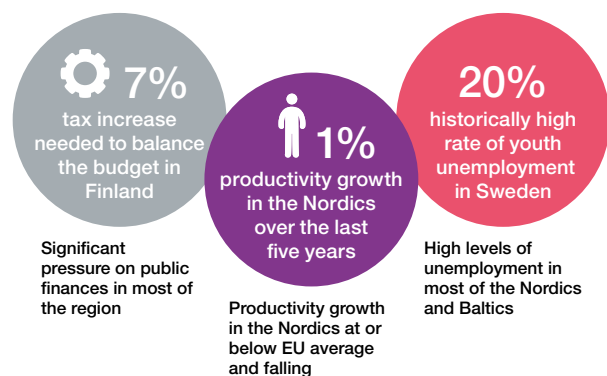 7%
tax increase
needed to balance
the budget in
Finland
Significant
pressure on public
finances in most of
the region
1%
productivity growth
in the Nordics
over the last
five years
Productivity growth
in the Nordics at or
below EU average
and falling
20%
historically high
rate of youth
unemployment
in Sweden
High levels of
unemployment in
most of the Nordics
and Baltics